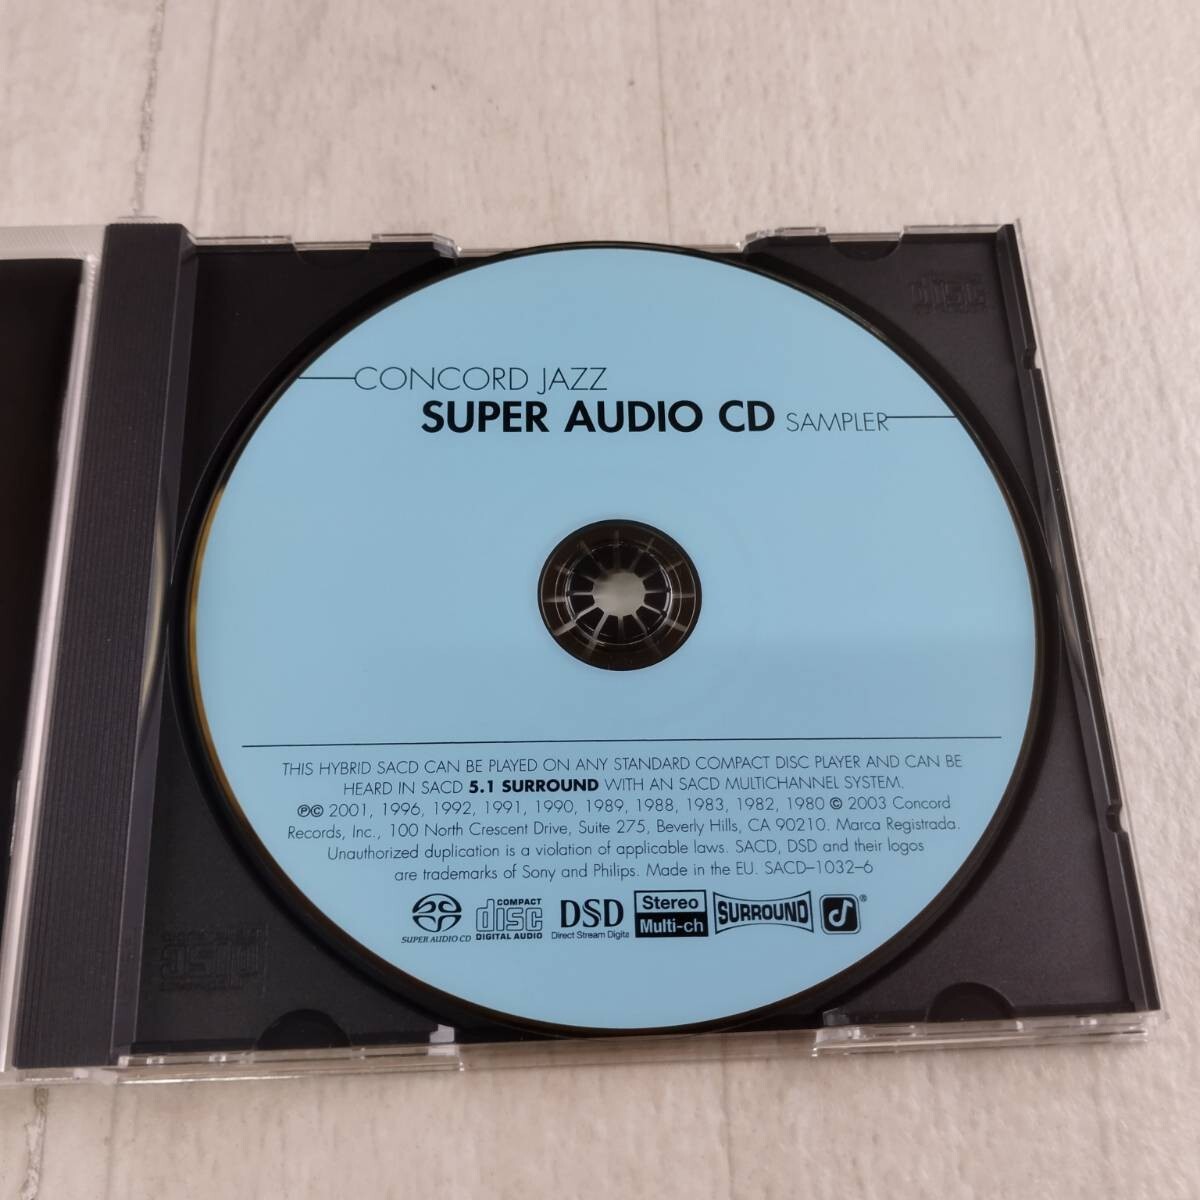 CONCORD JAZZ
SUPER AUDIO CD SAMPLER
THIS HYBRID SACD CAN BE PLAYED ON ANY STANDARD COMPACT DISC PLAYER AND CAN BE
HEARD IN SACD 5.1 SURROUND WITH AN SACD MULTICHANNEL SYSTEM.
℗© 2001, 1996, 1992, 1991, 1990, 1989, 1988, 1983, 1982, 1980 © 2003 Concord
Records, Inc., 100 North Crescent Drive, Suite 275, Beverly Hills, CA 90210. Marca Registrada.
Unauthorized duplication is a violation of applicable laws. SACD, DSD and their logos
are trademarks of Sony and Philips. Made in the EU. SACD–1032–6
SUPER AUDIO CD
COMPACT
disc
DIGITAL AUDIO
DSD
Direct Stream Digital
Stereo
Multi-ch
SURROUND
®
disc
disc